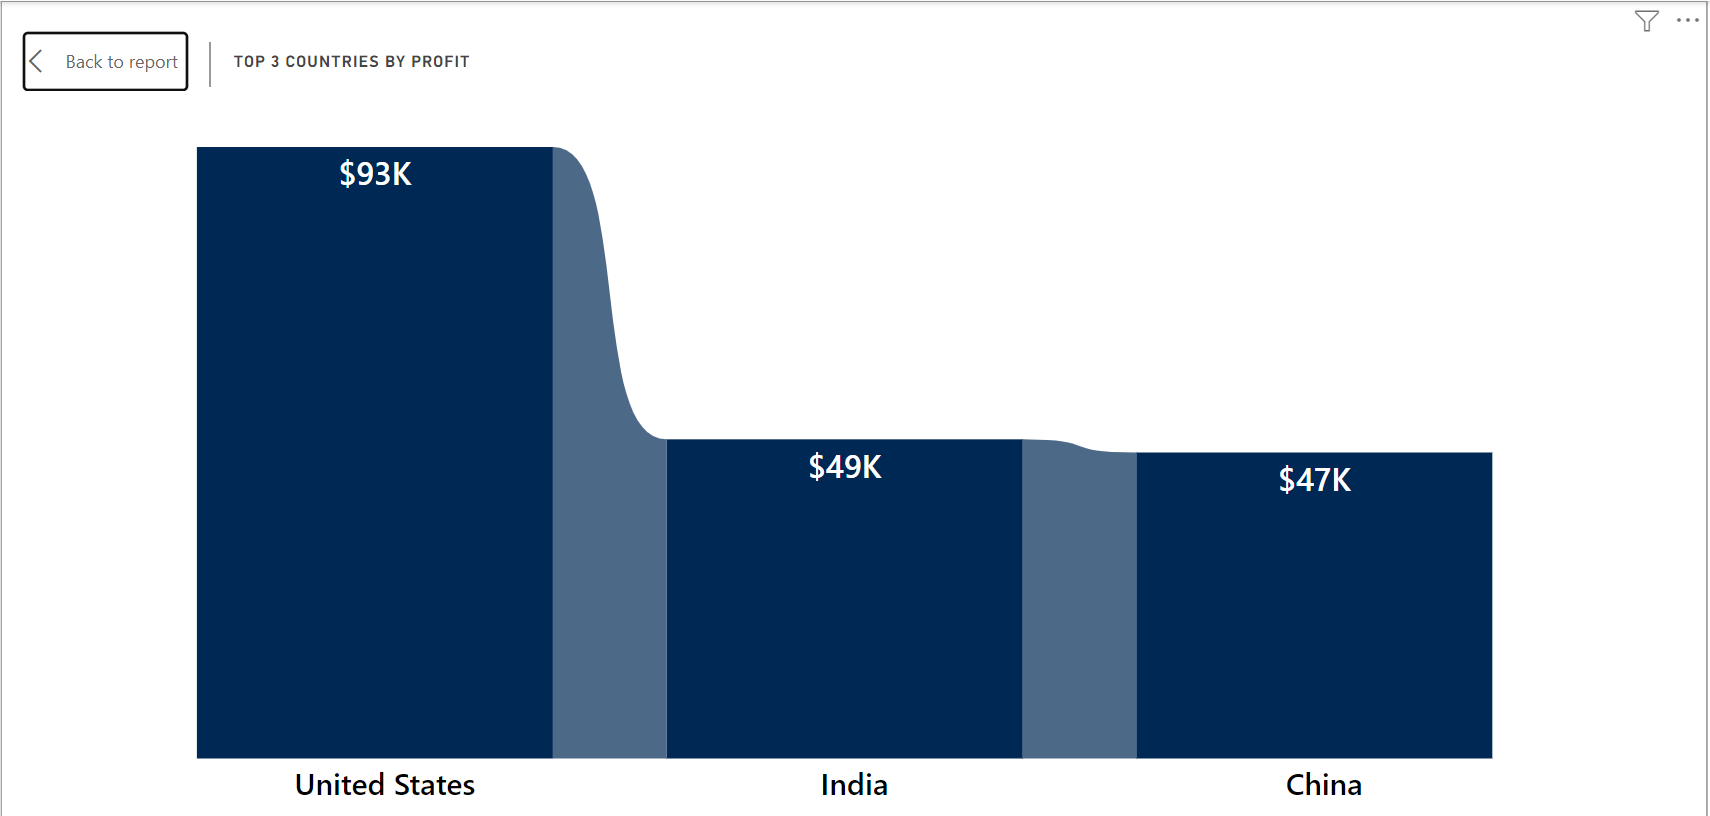 Back to report
TOP 3 COUNTRIES BY PROFIT
$93K
$49K
$47K
United States
India
China